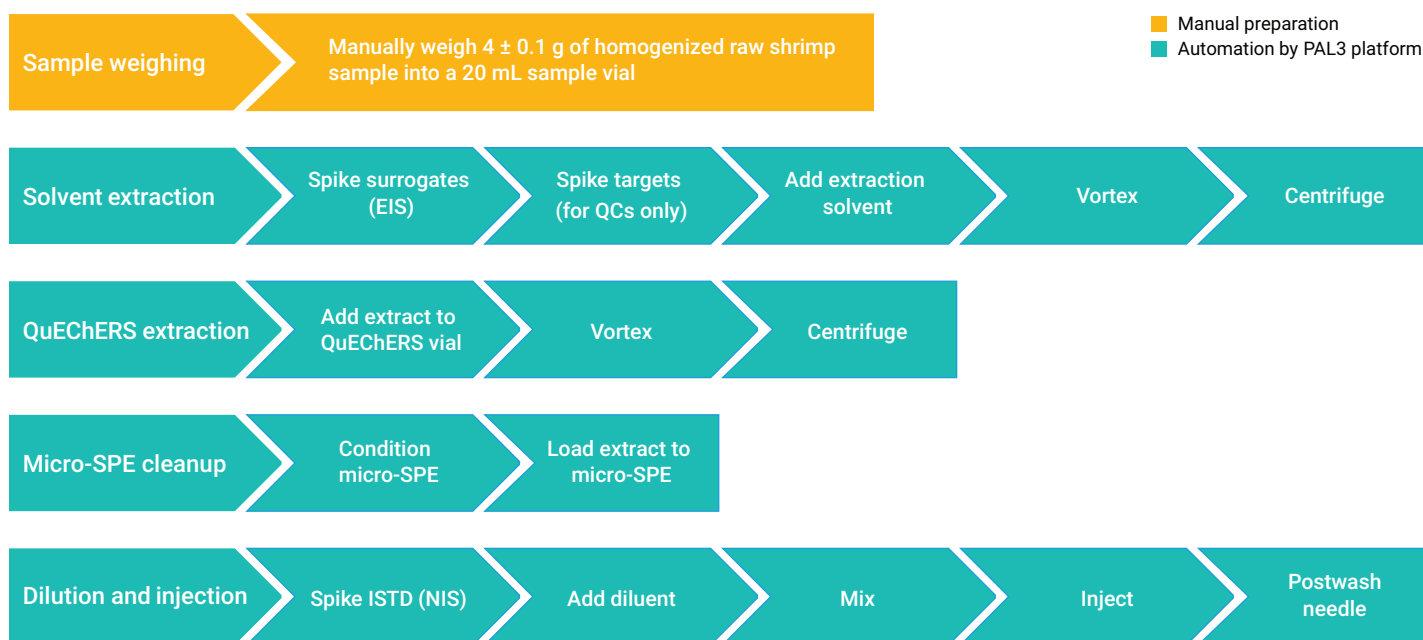 Manual preparation
Automation by PAL3 platform
Sample weighing
Manually weigh 4 ± 0.1 g of homogenized raw shrimp
sample into a 20 mL sample vial
Solvent extraction
Spike surrogates
(EIS)
Spike targets
(for QCs only)
Add extraction
solvent
Vortex
Centrifuge
QuEChERS extraction
Add extract to
QuEChERS vial
Vortex
Centrifuge
Micro-SPE cleanup
Condition
micro-SPE
Load extract to
micro-SPE
Dilution and injection
Spike ISTD (NIS)
Add diluent
Mix
Inject
Postwash
needle